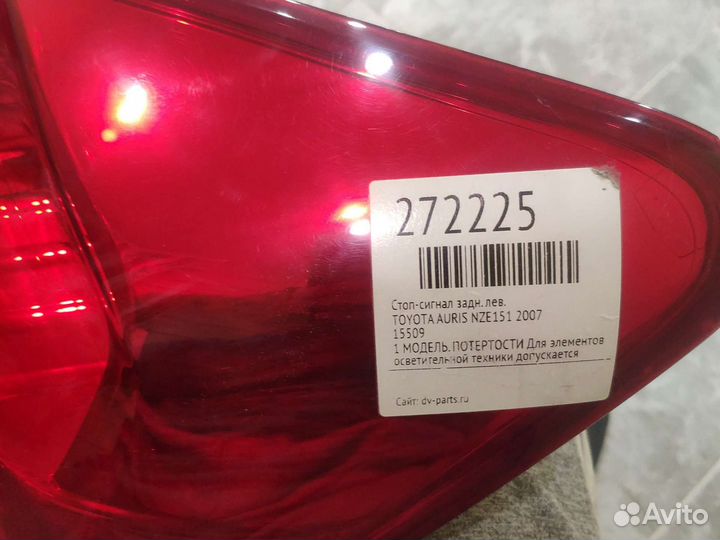 272225
Стоп-сигнал задн. лев.
TOYOTA AURIS NZE151 2007
15509
1 МОДЕЛЬ. ПОТЕРТОСТИ Для элементов
осветительной техники допускается
Сайт: dv-parts.ru
Avito